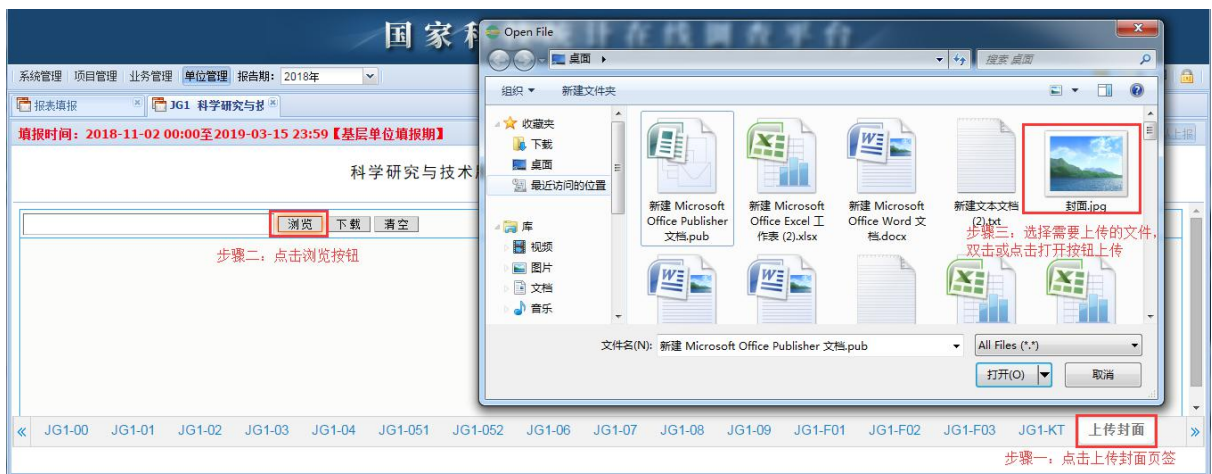 国 家 科
计 在 线 调 查 平 台
Open File
桌面
搜索 桌面
系统管理 项目管理 业务管理 单位管理 报告期: 2018年
组织 新建文件夹
报表填报 JG1 科学研究与技
填报时间：2018-11-02 00:00至2019-03-15 23:59【基层单位填报期】
上报
科学研究与技术
收藏夹
下载
桌面
最近访问的位置
库
视频
图片
文档
音乐
新建 Microsoft Office Publisher 文档.pub
新建 Microsoft Office Excel 工作表 (2).xlsx
新建 Microsoft Office Word 文档.docx
新建文本文档 (2).txt
封面.jpg
浏览 下载 清空
步骤二：点击浏览按钮
步骤三：选择需要上传的文件，
双击或点击打开按钮上传
文件名(N): 新建 Microsoft Office Publisher 文档.pub All Files (*.*)
打开(O) 取消
« JG1-00 JG1-01 JG1-02 JG1-03 JG1-04 JG1-051 JG1-052 JG1-06 JG1-07 JG1-08 JG1-09 JG1-F01 JG1-F02 JG1-F03 JG1-KT 上传封面 »
步骤一：点击上传封面页签